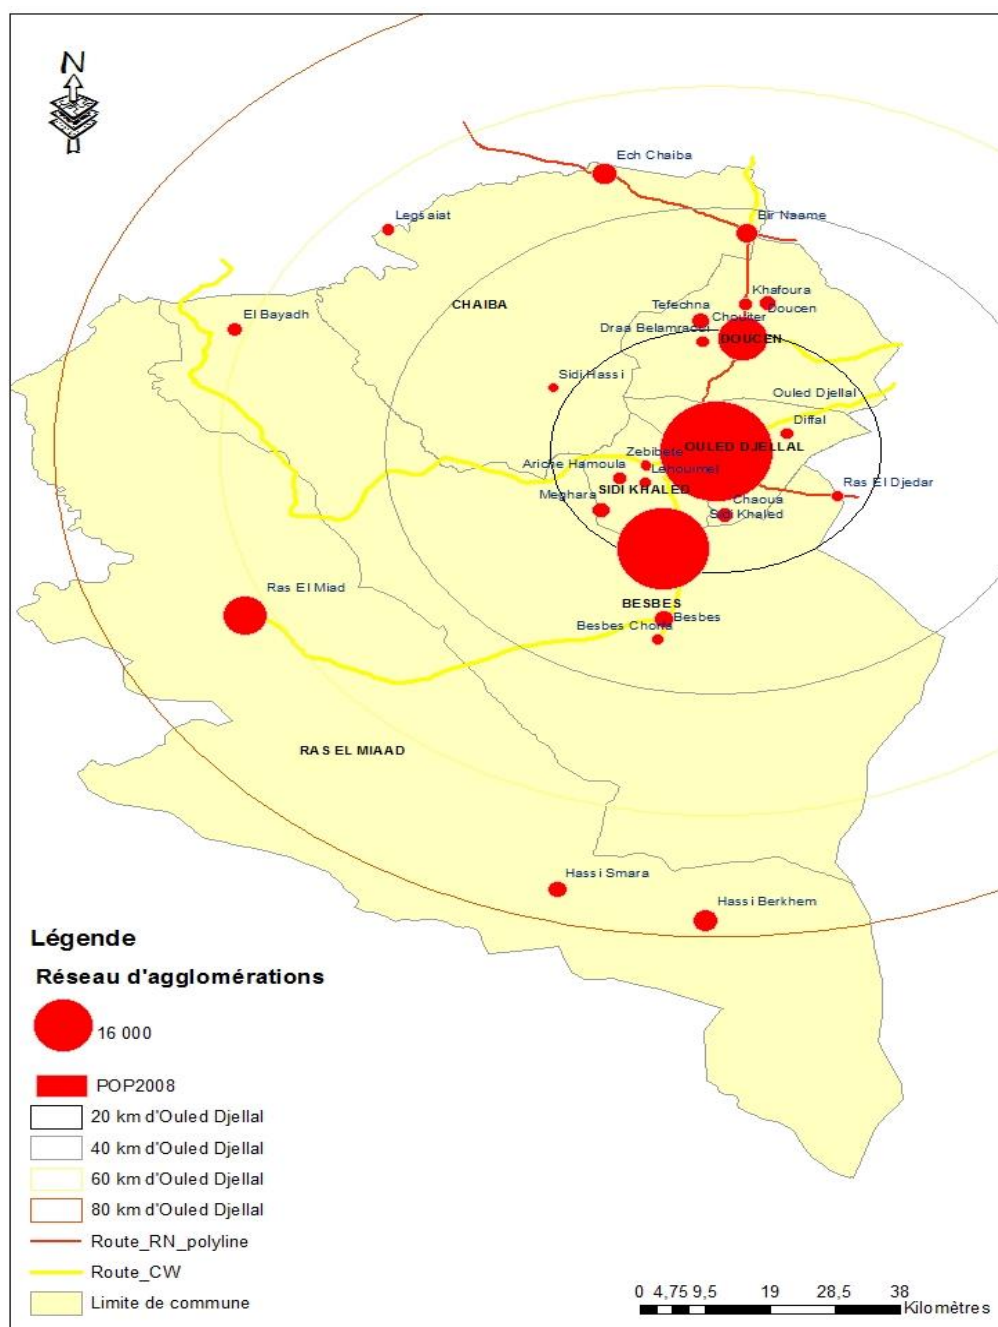 N
Ech Chaiba
Legsaiat
Bir Naame
CHAIBA
Khafoura
Tefechna
Doucen
El Bayadh
Chouiter
DOUCEN
Sidi Hassi
Ouled Djellal
Diffal
OULED DJELLAL
Zebibete
Ariche Hamoula
Ras El Djedar
SIDI KHALED
Meghara
Chaoua
Sidi Khaled
Ras El Miad
BESBES
Besbes
RAS EL MIAAD
Hassi Smara
Hassi Berkhem
Légende
Réseau d'agglomérations
16 000
POP2008
20 km d'Ouled Djellal
40 km d'Ouled Djellal
60 km d'Ouled Djellal
80 km d'Ouled Djellal
Route_RN_polyline
Route_CW
Limite de commune
0 4,75 9,5 19 28,5 38
Kilomètres